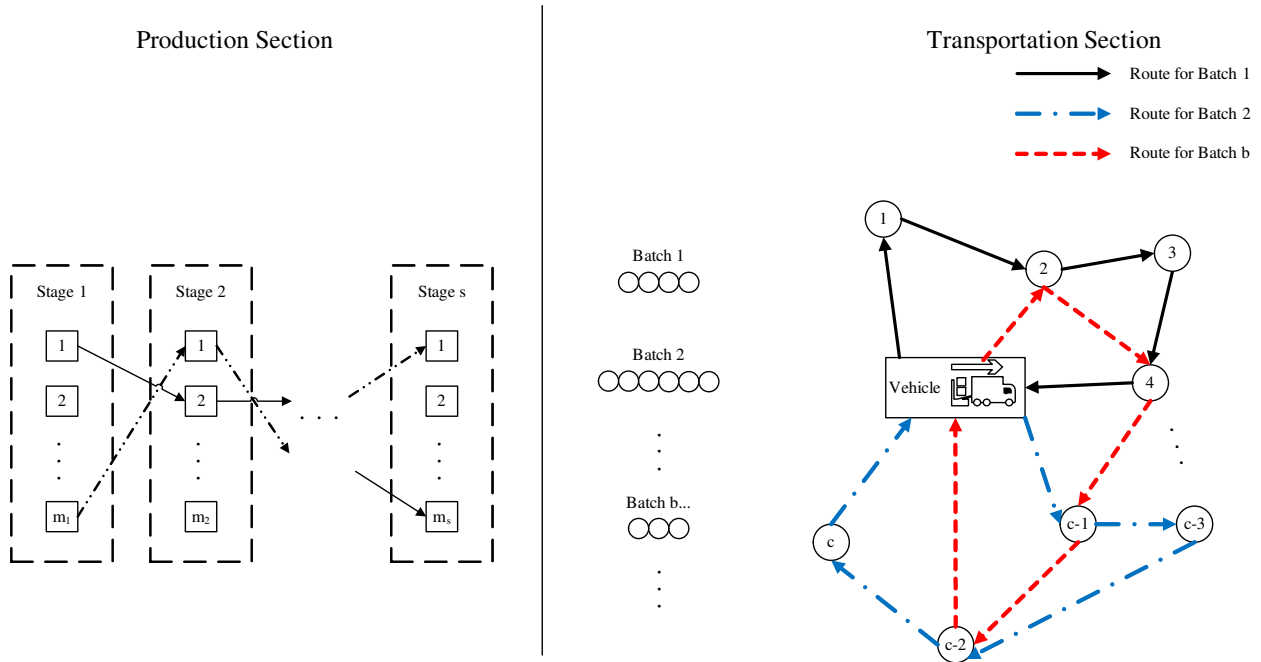 Production Section
Transportation Section
Route for Batch 1
Route for Batch 2
Route for Batch b
Stage 1
Stage 2
Stage s
1
1
1
2
2
2
. . .
m₁
m₂
mₛ
Batch 1
Batch 2
Batch b...
1
2
3
Vehicle
4
c
c-1
c-3
c-2